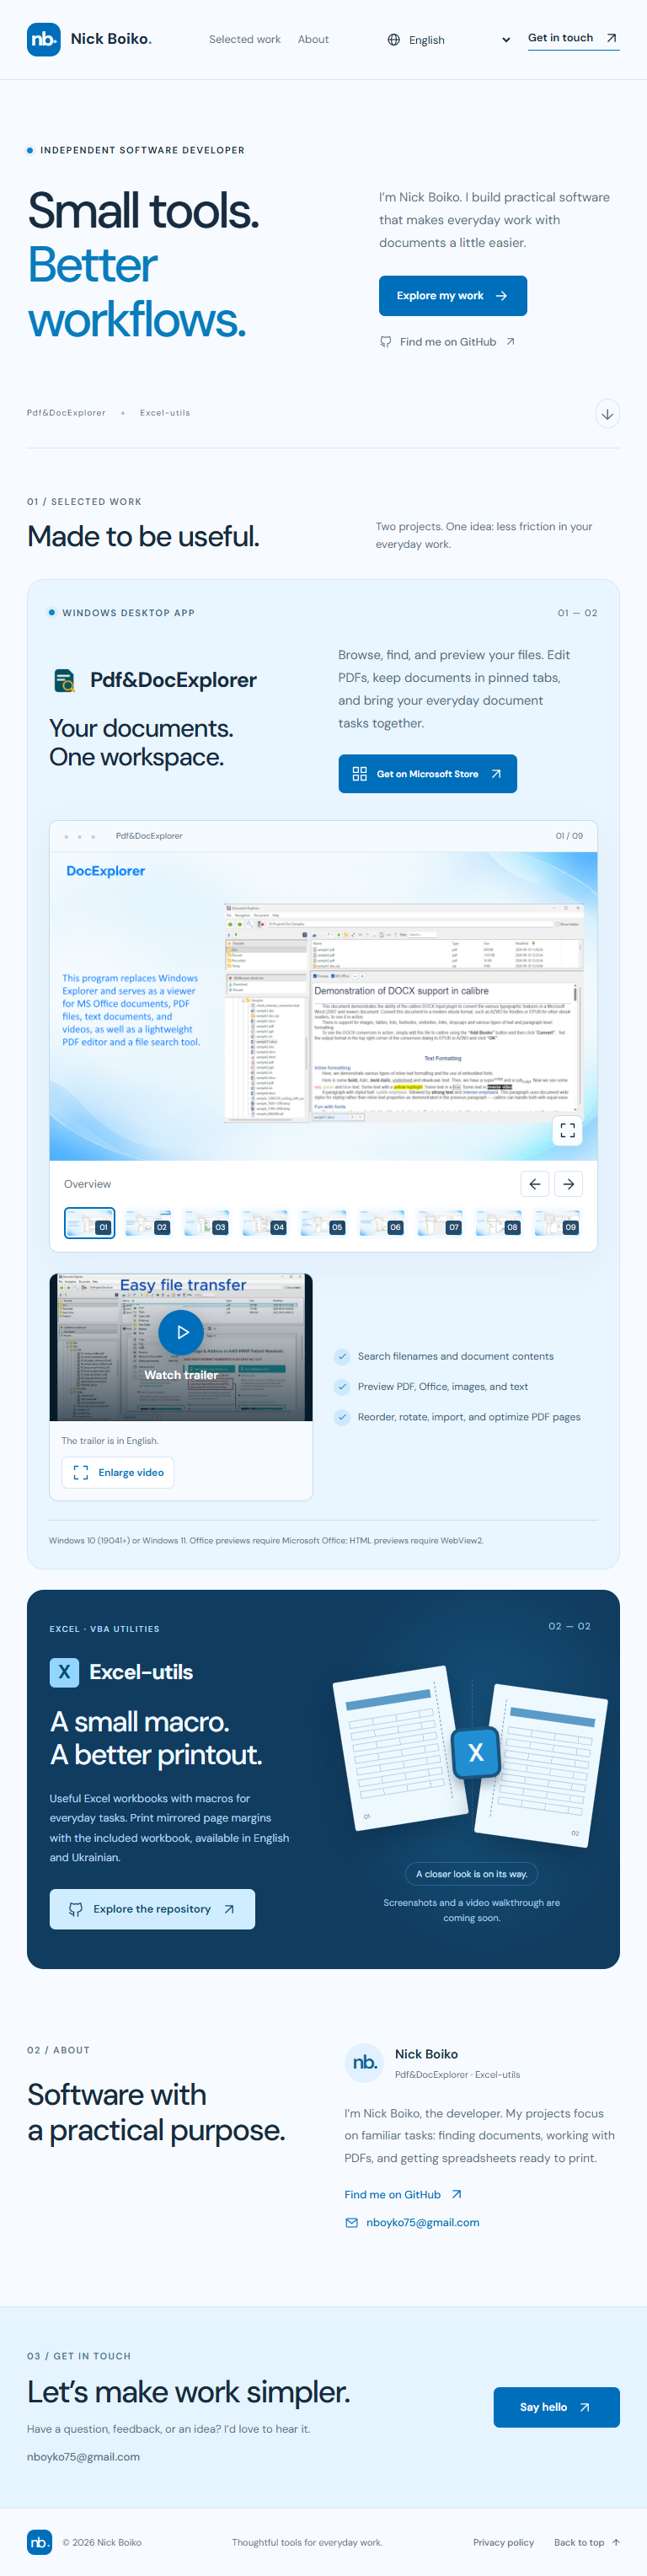 nb.
Nick Boiko.
Selected work
About
English
Get in touch
INDEPENDENT SOFTWARE DEVELOPER
Small tools.
Better
workflows.
I’m Nick Boiko. I build practical software
that makes everyday work with
documents a little easier.
Explore my work
Find me on GitHub
Pdf&DocExplorer + Excel-utils
01 / SELECTED WORK
Made to be useful.
Two projects. One idea: less friction in your
everyday work.
WINDOWS DESKTOP APP
01 — 02
Pdf&DocExplorer
Your documents.
One workspace.
Browse, find, and preview your files. Edit
PDFs, keep documents in pinned tabs,
and bring your everyday document
tasks together.
Get on Microsoft Store
Pdf&DocExplorer
01 / 09
DocExplorer
This program replaces Windows
Explorer and serves as a viewer
for MS Office documents, PDF
files, text documents, and
videos, as well as a lightweight
PDF editor and a file search tool.
Demonstration of DOCX support in calibre
Text Formatting
Inline formatting
Fun with fonts
Overview
01
02
03
04
05
06
07
08
09
Easy file transfer
Watch trailer
The trailer is in English.
Enlarge video
Search filenames and document contents
Preview PDF, Office, images, and text
Reorder, rotate, import, and optimize PDF pages
Windows 10 (19041+) or Windows 11. Office previews require Microsoft Office; HTML previews require WebView2.
EXCEL · VBA UTILITIES
02 — 02
X
Excel-utils
A small macro.
A better printout.
Useful Excel workbooks with macros for
everyday tasks. Print mirrored page margins
with the included workbook, available in English
and Ukrainian.
Explore the repository
X
01
02
A closer look is on its way.
Screenshots and a video walkthrough are
coming soon.
02 / ABOUT
Software with
a practical purpose.
nb.
Nick Boiko
Pdf&DocExplorer · Excel-utils
I’m Nick Boiko, the developer. My projects focus
on familiar tasks: finding documents, working with
PDFs, and getting spreadsheets ready to print.
Find me on GitHub
nboyko75@gmail.com
03 / GET IN TOUCH
Let’s make work simpler.
Have a question, feedback, or an idea? I’d love to hear it.
nboyko75@gmail.com
Say hello
nb.
© 2026 Nick Boiko
Thoughtful tools for everyday work.
Privacy policy
Back to top